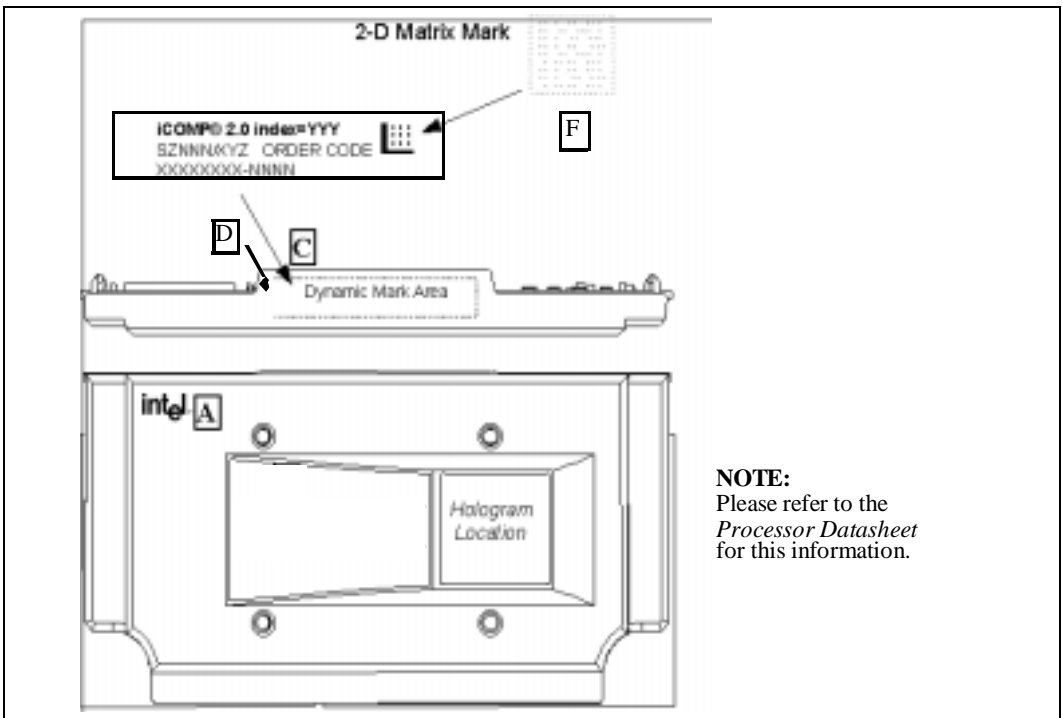 2-D Matrix Mark
F
iCOMP® 2.0 index=YYY
SZNNN/XYZ ORDER CODE
XXXXXXXX-NNNN
D
C
Dynamic Mark Area
intel
A
Hologram
Location
NOTE:
Please refer to the
Processor Datasheet
for this information.